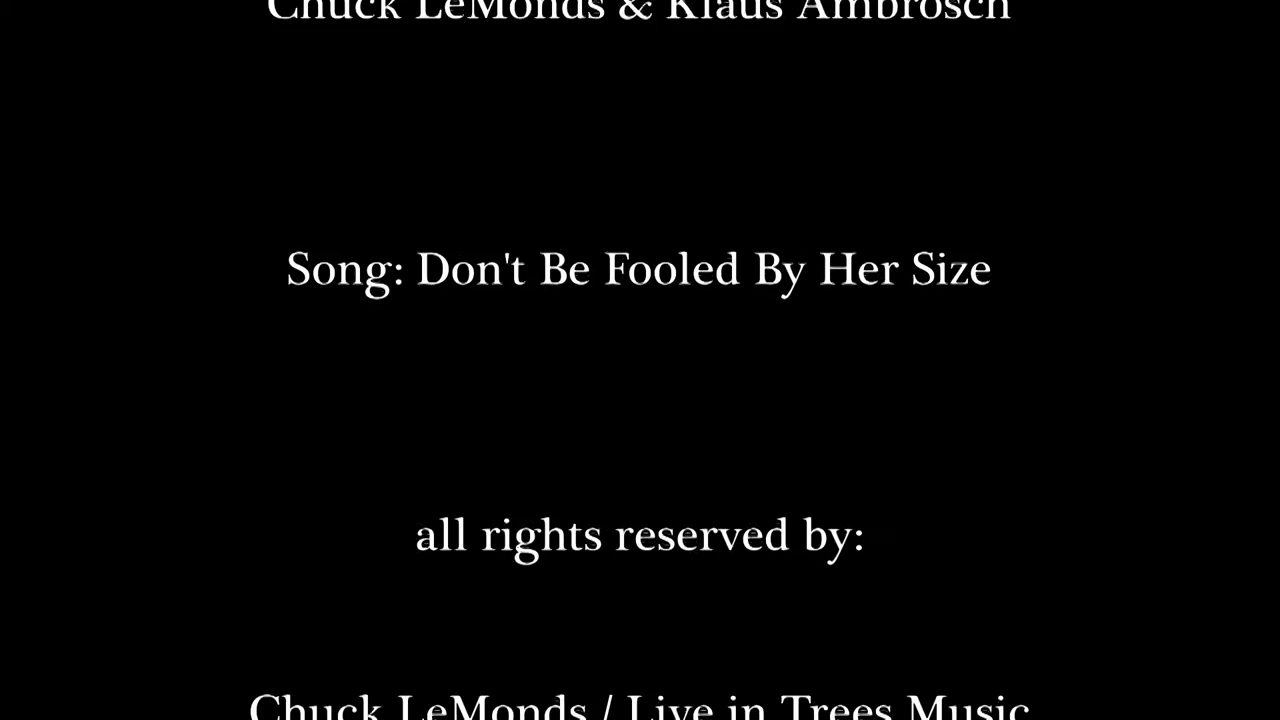 Chuck LeMonds & Klaus Ambrosch
Song: Don't Be Fooled By Her Size
all rights reserved by:
Chuck LeMonds / Live in Trees Music